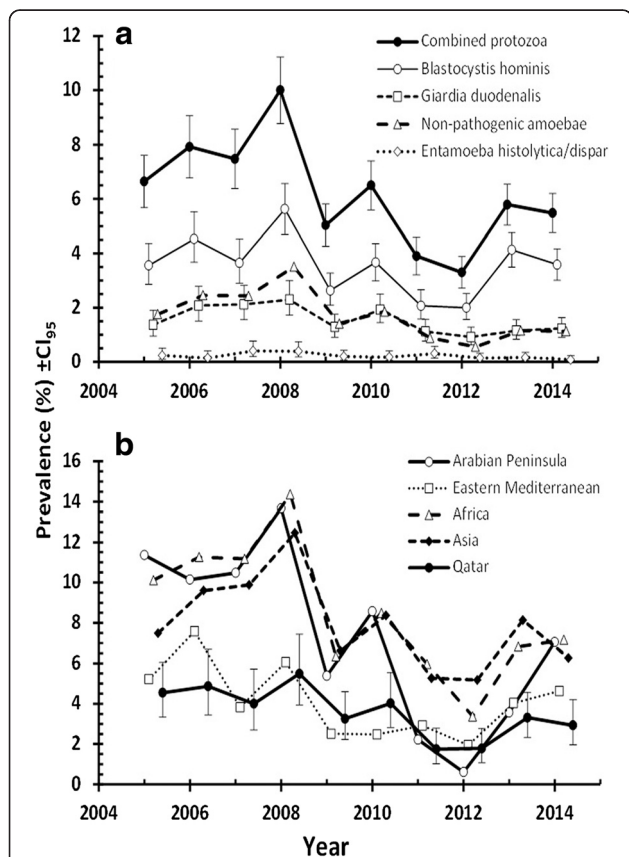 a
Combined protozoa
Blastocystis hominis
Giardia duodenalis
Non-pathogenic amoebae
Entamoeba histolytica/dispar
12
10
8
6
4
2
0
2004 2006 2008 2010 2012 2014
Prevalence (%) ±CI95
b
Arabian Peninsula
Eastern Mediterranean
Africa
Asia
Qatar
16
14
12
10
8
6
4
2
0
2004 2006 2008 2010 2012 2014
Year